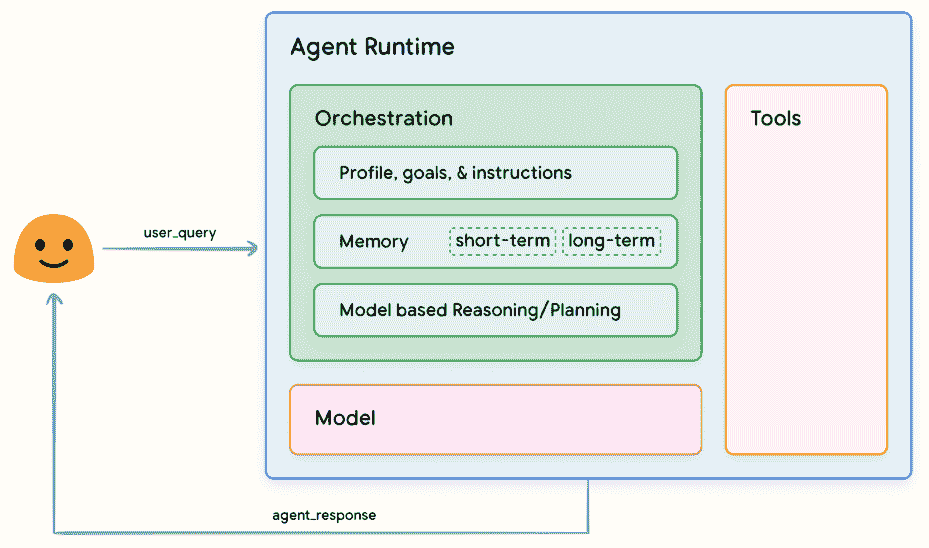 Agent Runtime
Orchestration
Tools
Profile, goals, & instructions
user_query
Memory short-term long-term
Model based Reasoning/Planning
Model
agent_response